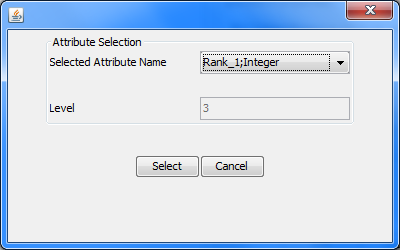 Attribute Selection
Selected Attribute Name Rank_1;Integer
Level 3
Select Cancel